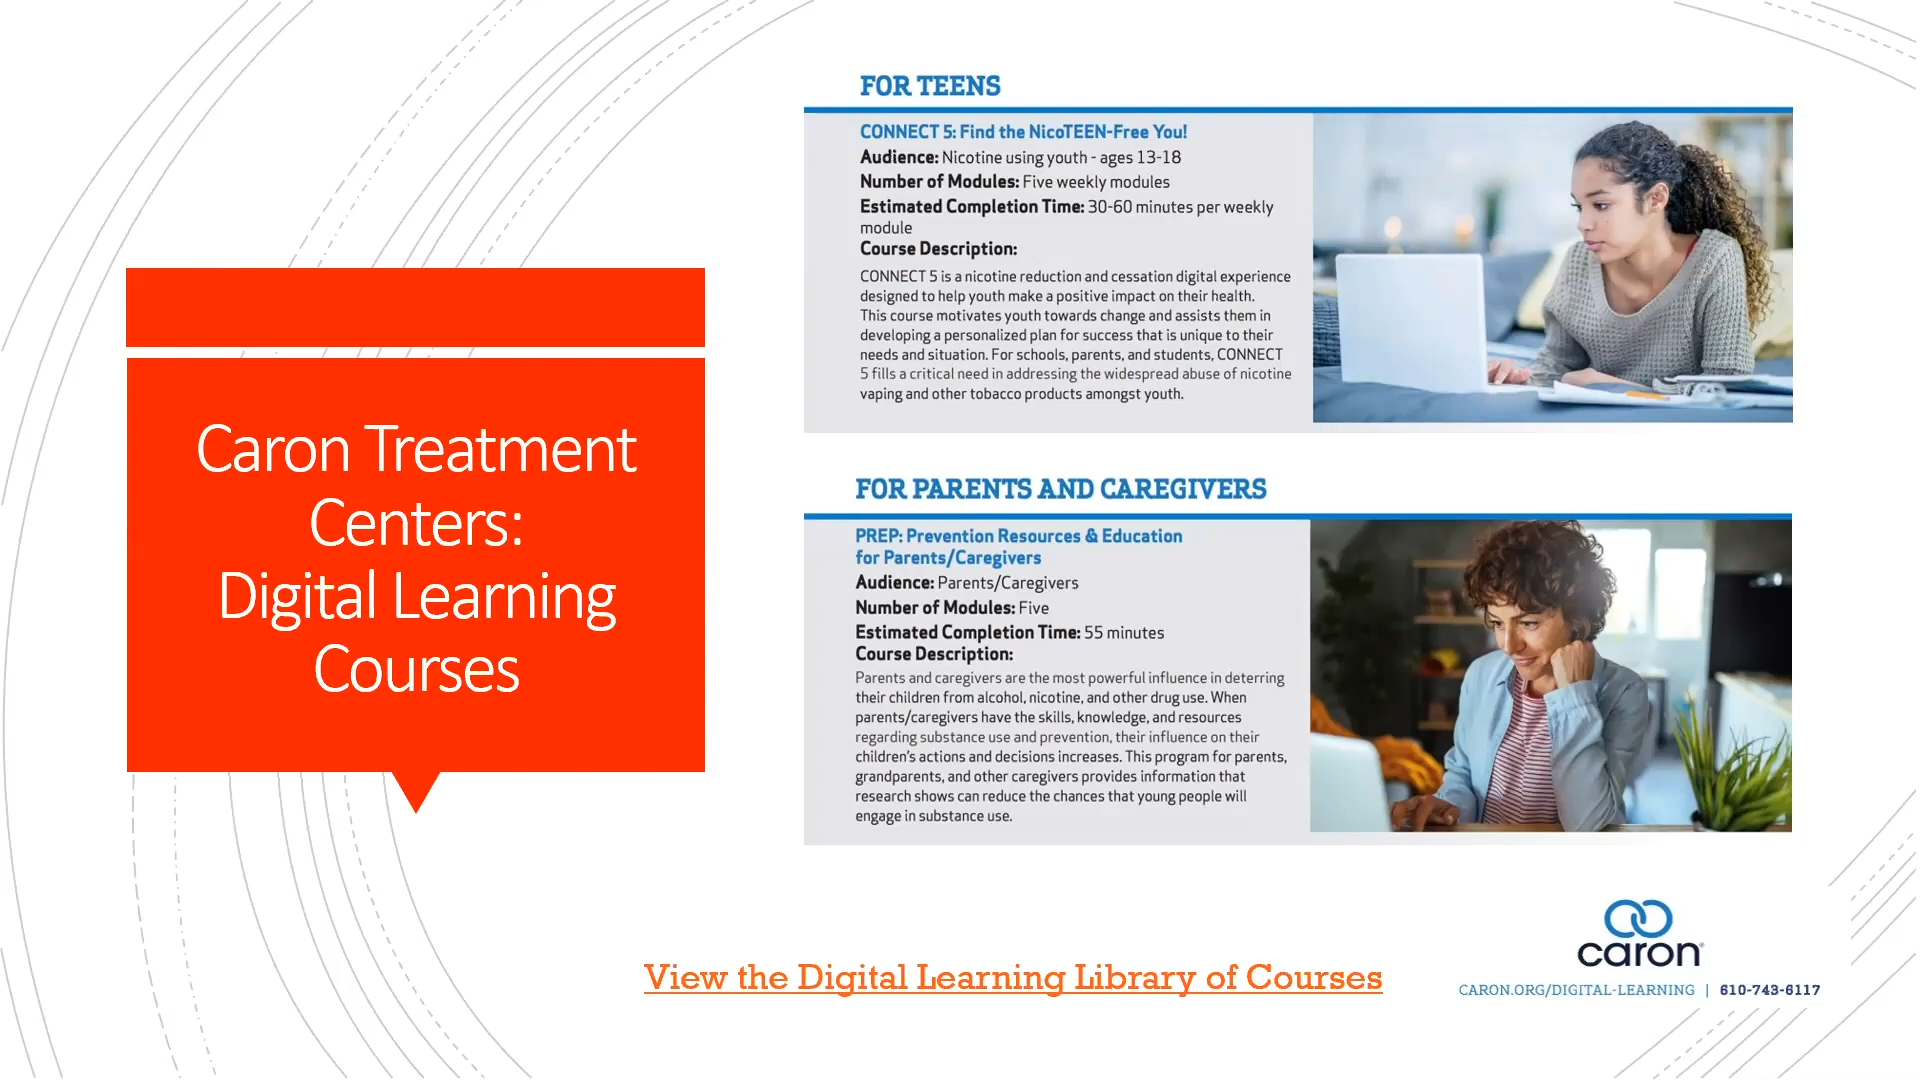 Caron Treatment
Centers:
Digital Learning
Courses
FOR TEENS
CONNECT 5: Find the NicoTEEN-Free You!
Audience: Nicotine using youth - ages 13-18
Number of Modules: Five weekly modules
Estimated Completion Time: 30-60 minutes per weekly
module
Course Description:
CONNECT 5 is a nicotine reduction and cessation digital experience
designed to help youth make a positive impact on their health.
This course motivates youth towards change and assists them in
developing a personalized plan for success that is unique to their
needs and situation. For schools, parents, and students, CONNECT
5 fills a critical need in addressing the widespread abuse of nicotine
vaping and other tobacco products amongst youth.
FOR PARENTS AND CAREGIVERS
PREP: Prevention Resources & Education
for Parents/Caregivers
Audience: Parents/Caregivers
Number of Modules: Five
Estimated Completion Time: 55 minutes
Course Description:
Parents and caregivers are the most powerful influence in deterring
their children from alcohol, nicotine, and other drug use. When
parents/caregivers have the skills, knowledge, and resources
regarding substance use and prevention, their influence on their
children's actions and decisions increases. This program for parents,
grandparents, and other caregivers provides information that
research shows can reduce the chances that young people will
engage in substance use.
View the Digital Learning Library of Courses
caron
CARON.ORG/DIGITAL-LEARNING | 610-743-6117